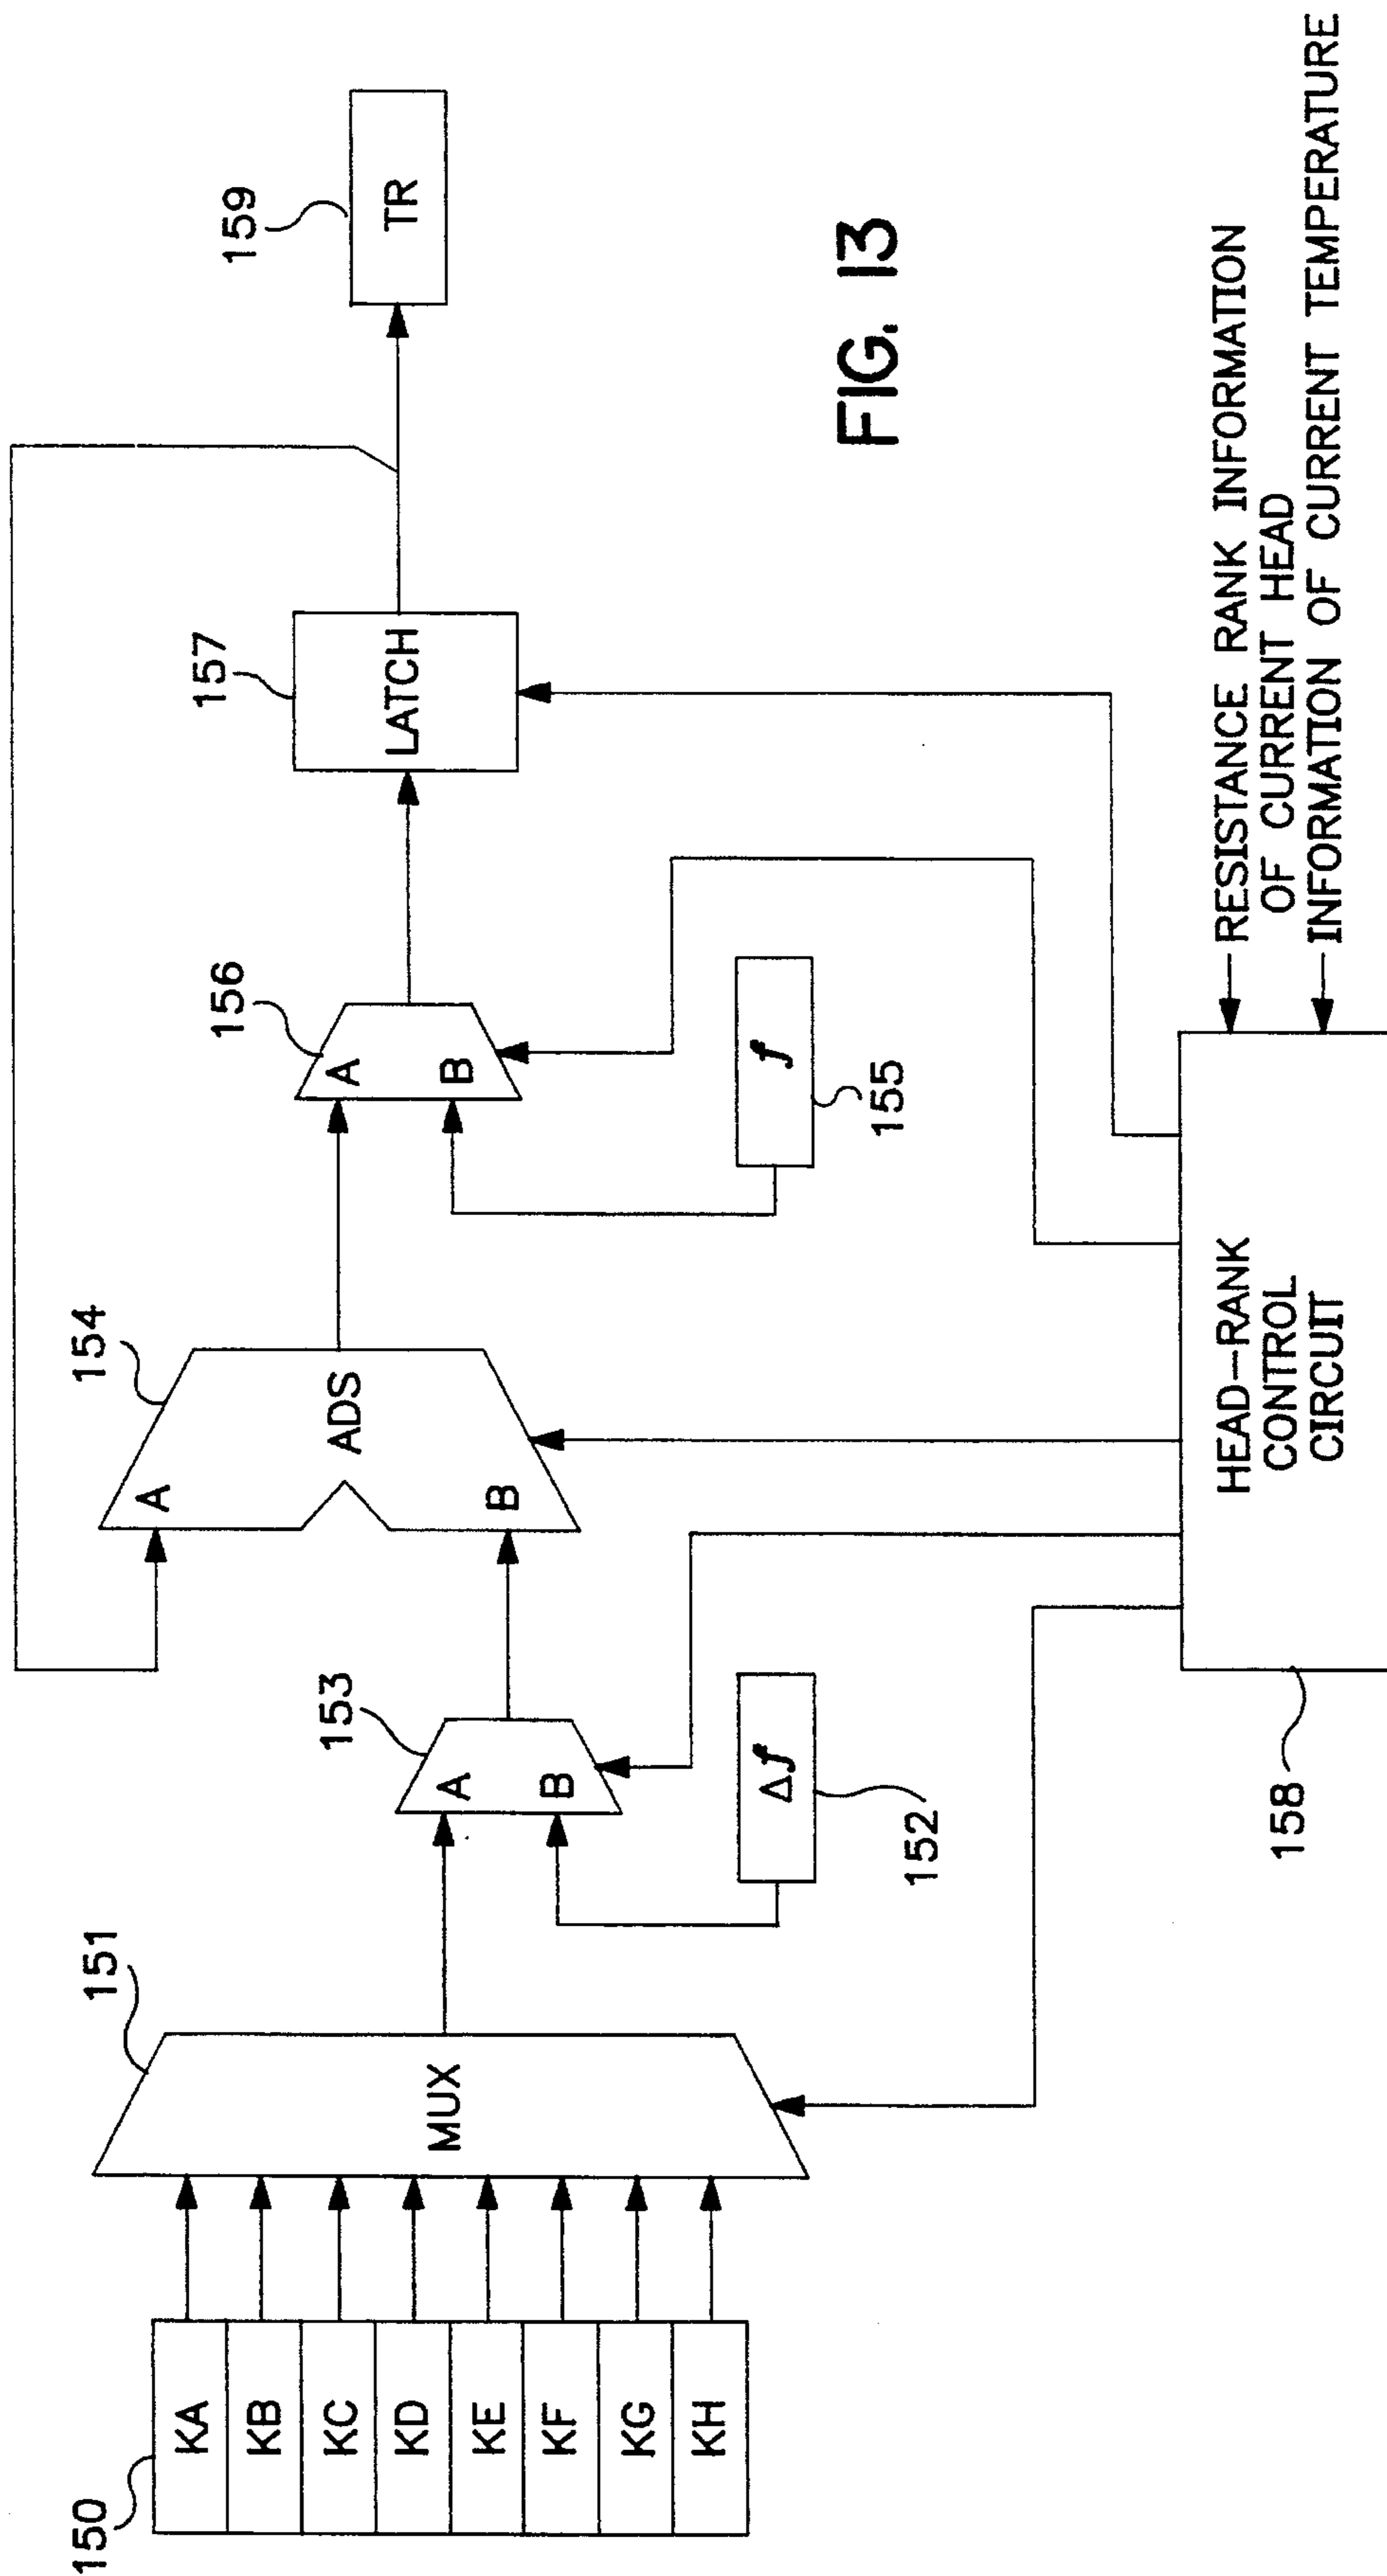 150
KA
KB
KC
KD
KE
KF
KG
KH
151
MUX
153
A
B
Δf
152
154
A
ADS
B
156
A
B
f
155
157
LATCH
159
TR
FIG. 13
HEAD-RANK
CONTROL
CIRCUIT
158
RESISTANCE RANK INFORMATION
OF CURRENT HEAD
INFORMATION OF CURRENT TEMPERATURE